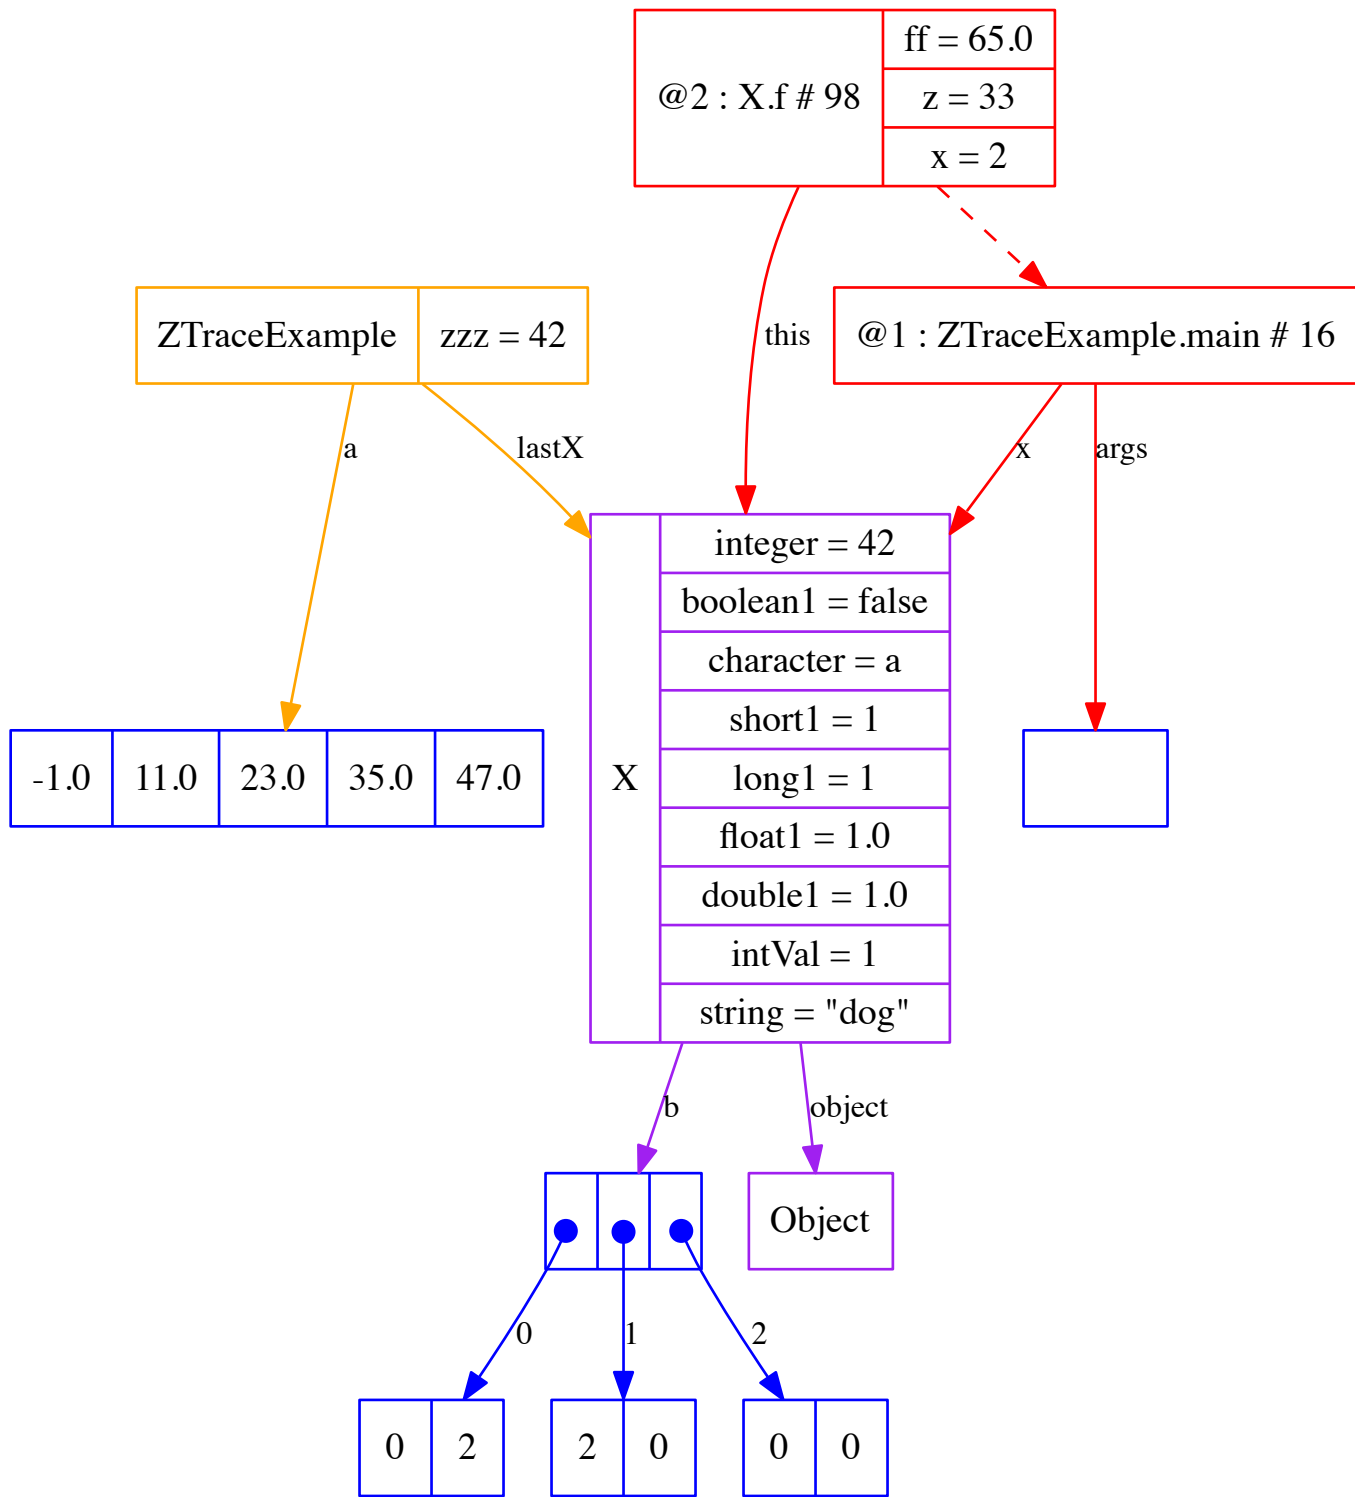 @2 : X.f # 98
ff = 65.0
z = 33
x = 2
ZTraceExample
zzz = 42
this
@1 : ZTraceExample.main # 16
a
lastX
x
args
X
integer = 42
boolean1 = false
character = a
short1 = 1
long1 = 1
float1 = 1.0
double1 = 1.0
intVal = 1
string = "dog"
-1.0
11.0
23.0
35.0
47.0
b
object
Object
0
1
2
0
2
2
0
0
0